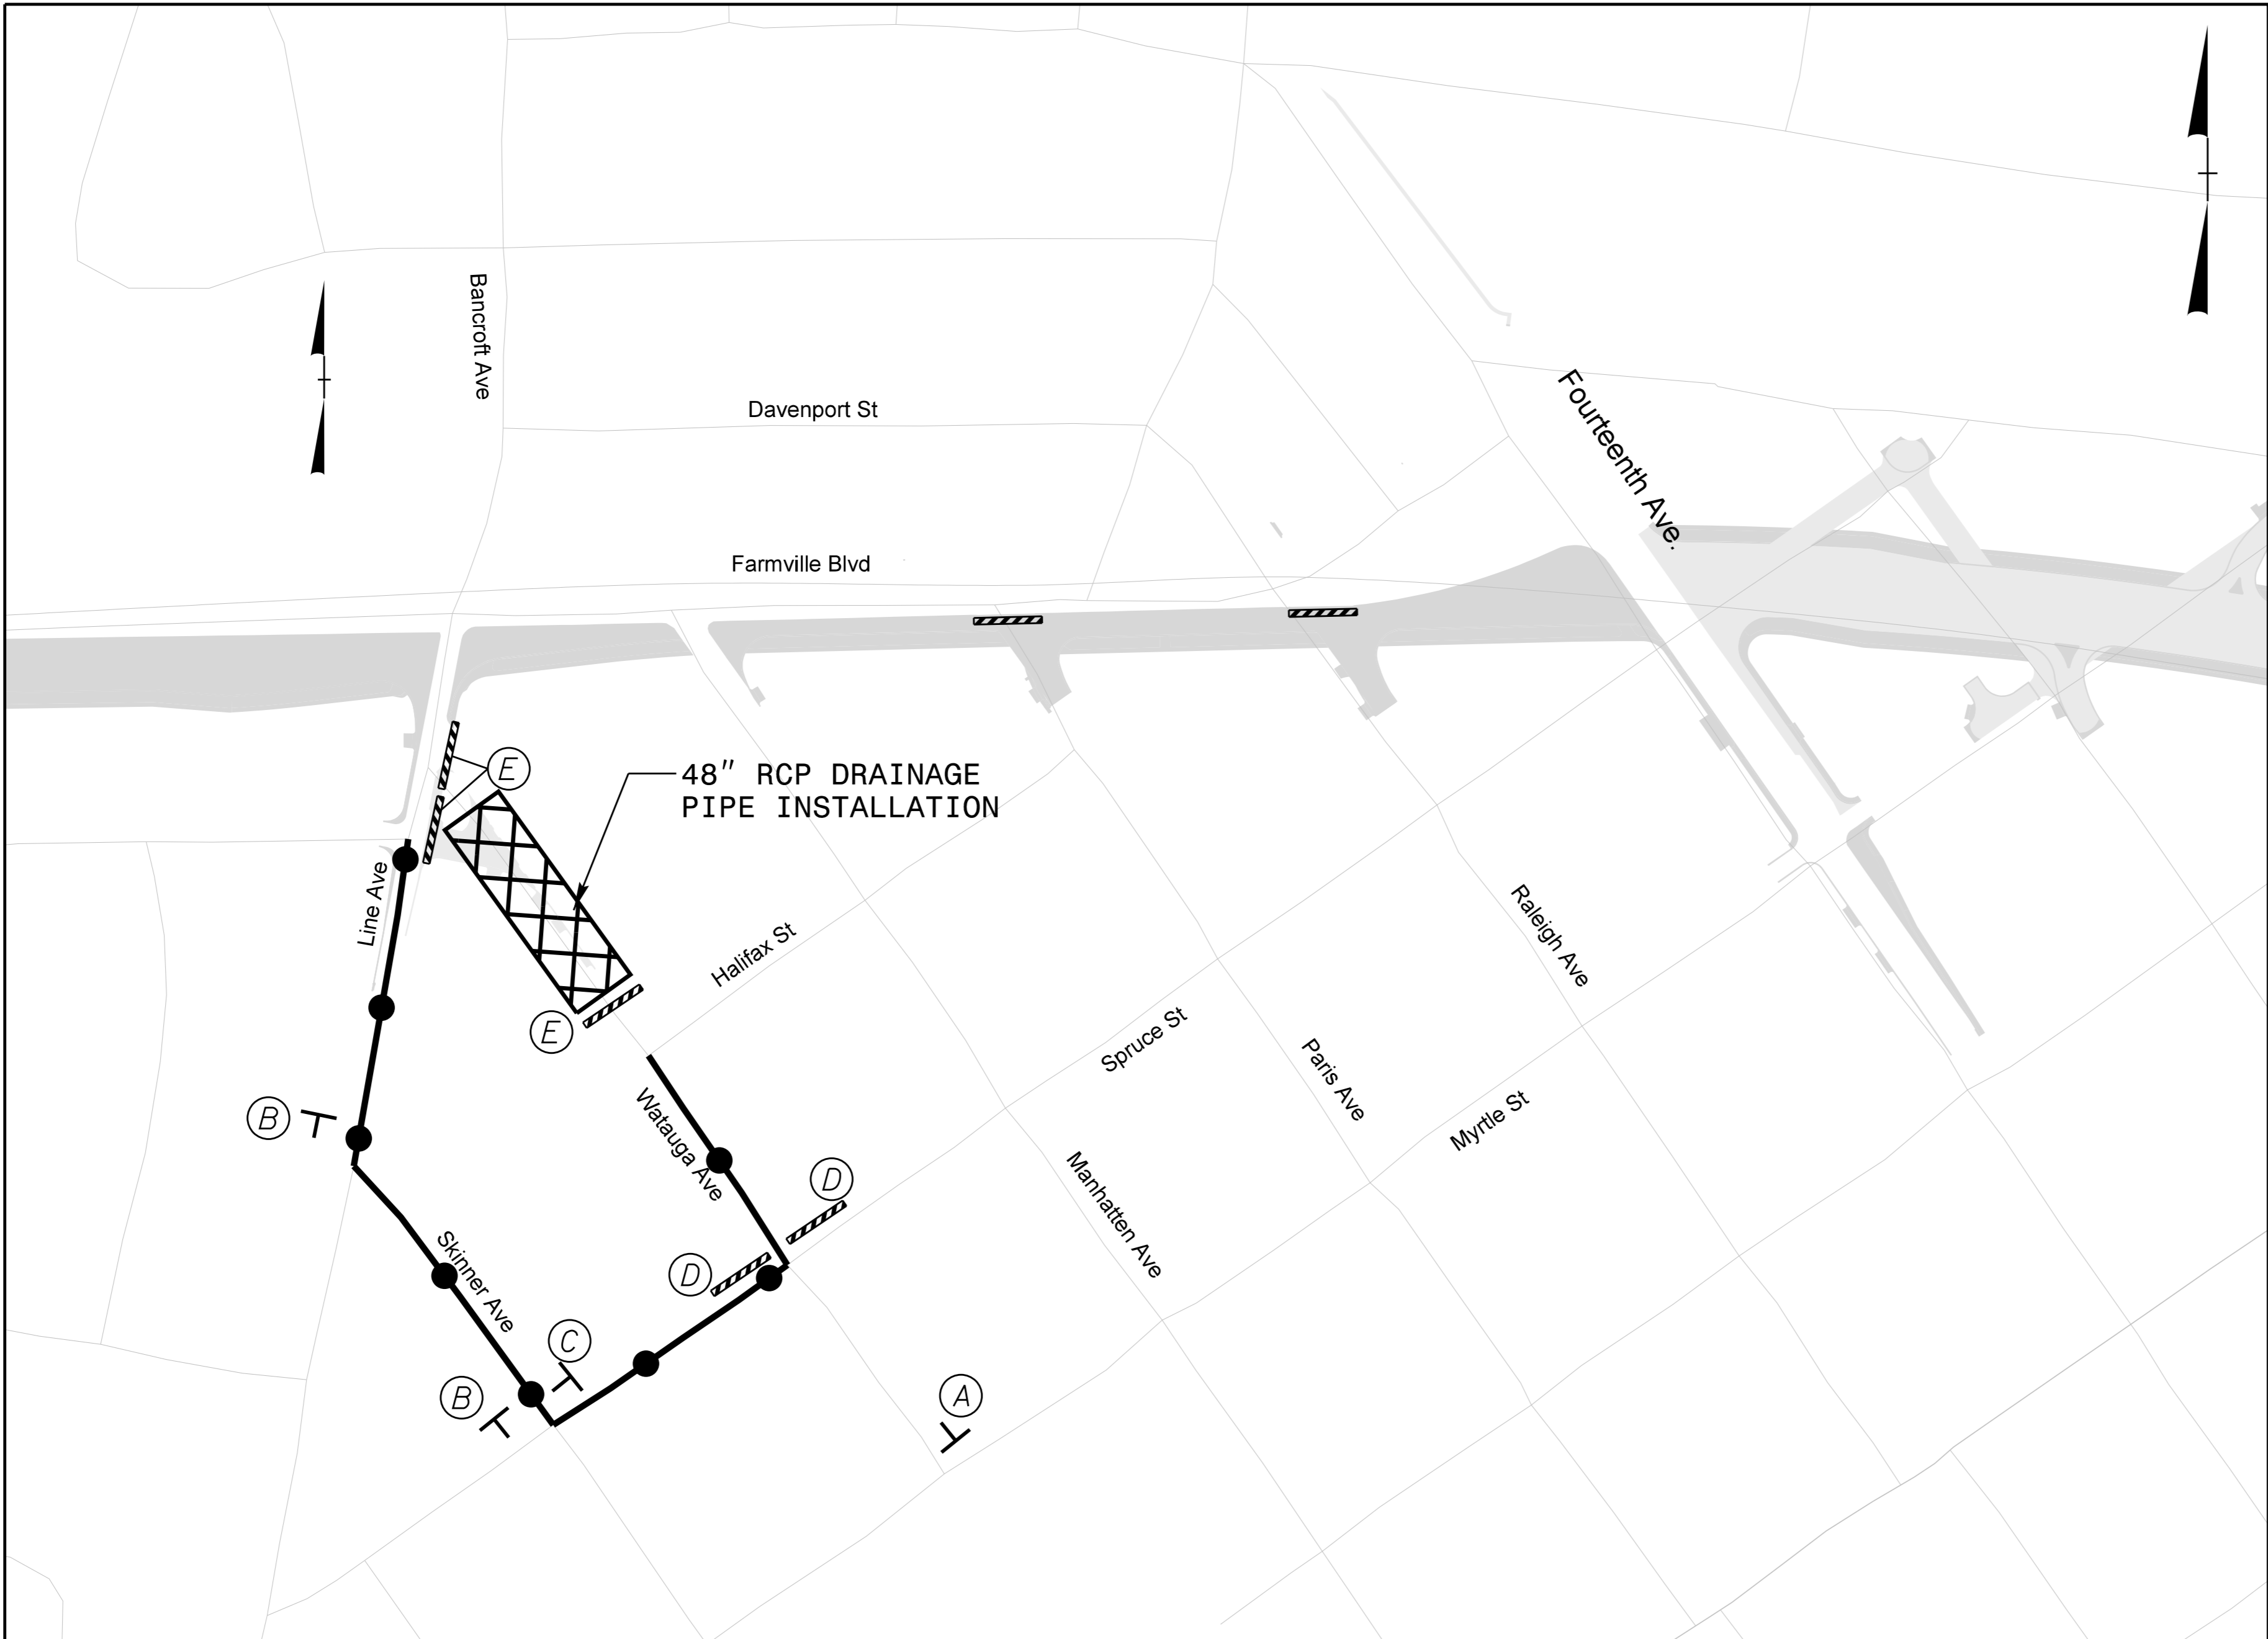 Bancroft Ave
Davenport St
Fourteenth Ave.
Farmville Blvd
E
48" RCP DRAINAGE
PIPE INSTALLATION
Line Ave
Halifax St
Raleigh Ave
E
Spruce St
Paris Ave
B
Watauga Ave
Myrtle St
D
Manhatten Ave
D
Skinner Ave
C
B
A